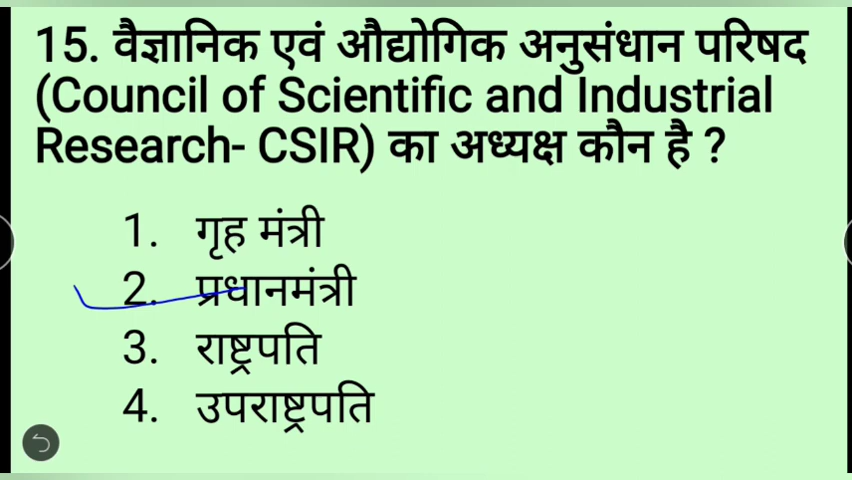 15. वैज्ञानिक एवं औद्योगिक अनुसंधान परिषद
(Council of Scientific and Industrial
Research- CSIR) का अध्यक्ष कौन है ?
1. गृह मंत्री
2. प्रधानमंत्री
3. राष्ट्रपति
4. उपराष्ट्रपति